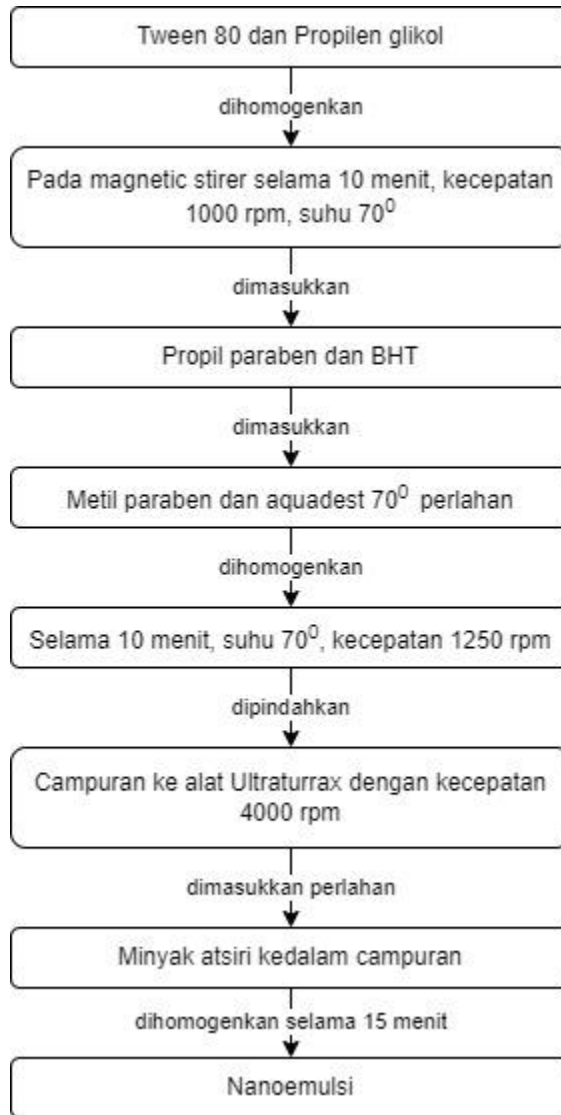 Tween 80 dan Propilen glikol
dihomogenkan
Pada magnetic stirer selama 10 menit, kecepatan
1000 rpm, suhu 70⁰
dimasukkan
Propil paraben dan BHT
dimasukkan
Metil paraben dan aquadest 70⁰ perlahan
dihomogenkan
Selama 10 menit, suhu 70⁰, kecepatan 1250 rpm
dipindahkan
Campuran ke alat Ultraturrax dengan kecepatan
4000 rpm
dimasukkan perlahan
Minyak atsiri kedalam campuran
dihomogenkan selama 15 menit
Nanoemulsi